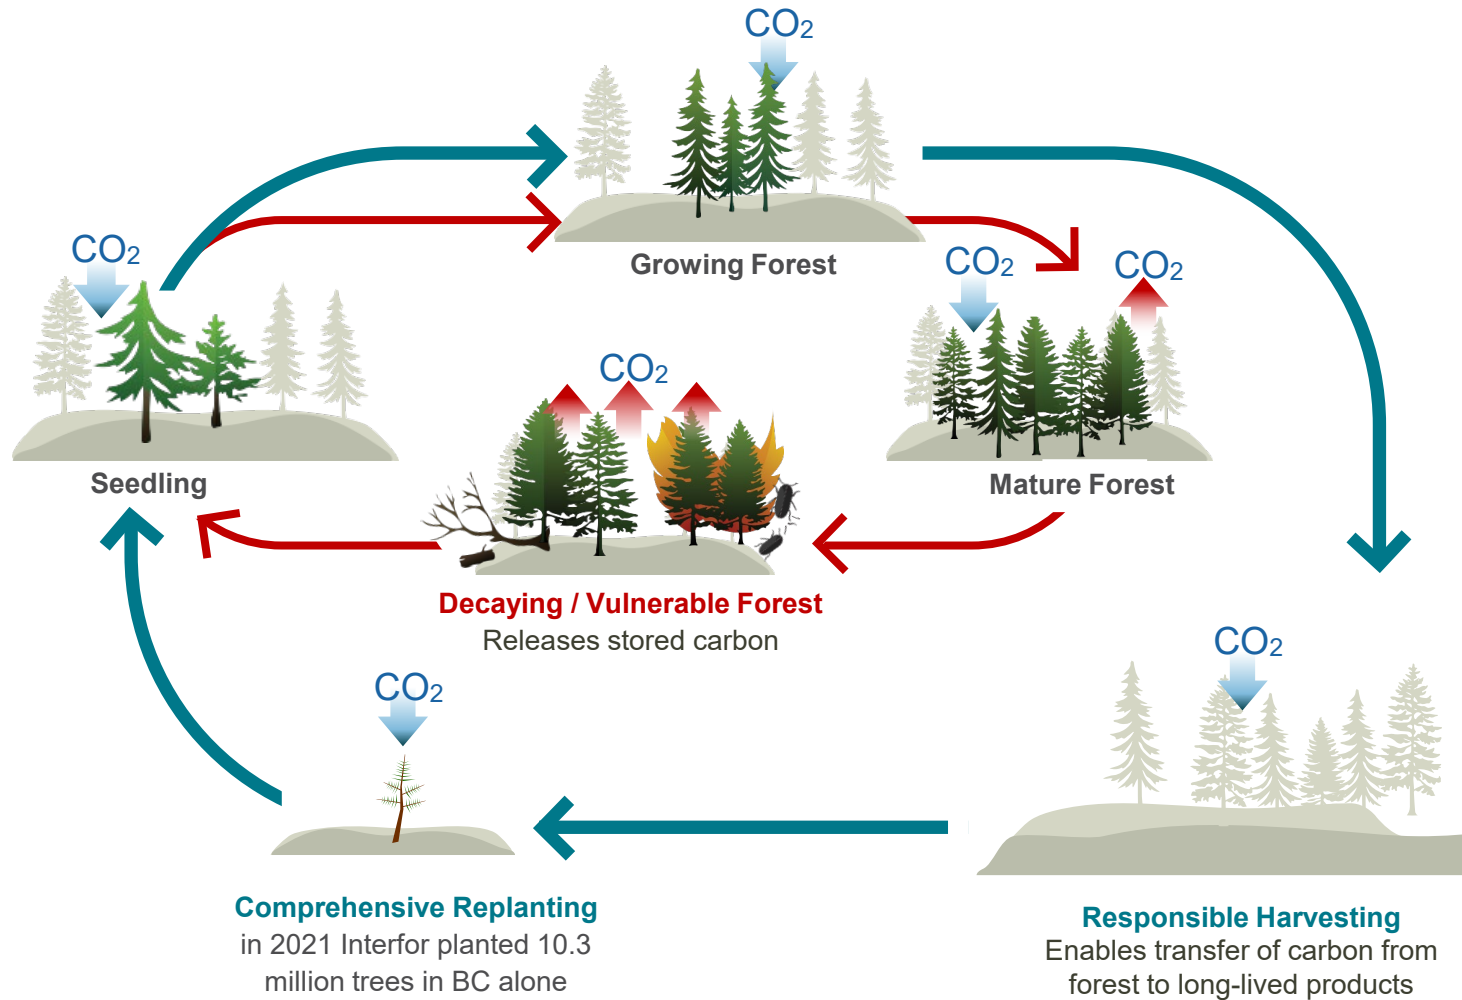 CO2
Growing Forest
CO2
Seedling
CO2
CO2
Mature Forest
CO2
Decaying / Vulnerable Forest
Releases stored carbon
CO2
Comprehensive Replanting
in 2021 Interfor planted 10.3
million trees in BC alone
CO2
Responsible Harvesting
Enables transfer of carbon from
forest to long-lived products